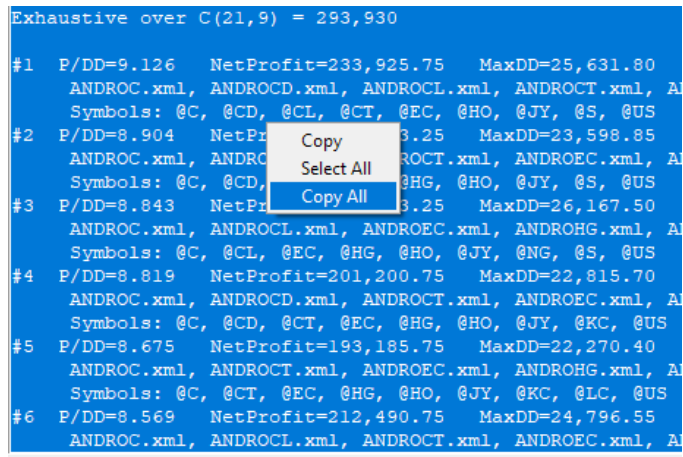 Exhaustive over C(21,9) = 293,930
#1 P/DD=9.126 NetProfit=233,925.75 MaxDD=25,631.80
ANDROC.xml, ANDROCD.xml, ANDROCL.xml, ANDROCT.xml,
Symbols: @C, @CD, @CL, @CT, @EC, @HO, @JY, @S, @US
#2 P/DD=8.904 3.25 MaxDD=23,598.85
ANDROC.xml, ROCT.xml, ANDROEC.xml,
Symbols: @C, @CD, @HG, @HO, @JY, @S, @US
#3 P/DD=8.843 3.25 MaxDD=26,167.50
ANDROC.xml, ANDROCL.xml, ANDROEC.xml, ANDROHG.xml,
Symbols: @C, @CL, @EC, @HG, @HO, @JY, @NG, @S, @US
#4 P/DD=8.819 NetProfit=201,200.75 MaxDD=22,815.70
ANDROC.xml, ANDROCD.xml, ANDROCT.xml, ANDROEC.xml,
Symbols: @C, @CD, @CT, @EC, @HG, @HO, @JY, @KC, @US
#5 P/DD=8.675 NetProfit=193,185.75 MaxDD=22,270.40
ANDROC.xml, ANDROCT.xml, ANDROEC.xml, ANDROHG.xml,
Symbols: @C, @CT, @EC, @HG, @HO, @JY, @KC, @LC, @US
#6 P/DD=8.569 NetProfit=212,490.75 MaxDD=24,796.55
ANDROC.xml, ANDROCL.xml, ANDROCT.xml, ANDROEC.xml,
Copy
Select All
Copy All